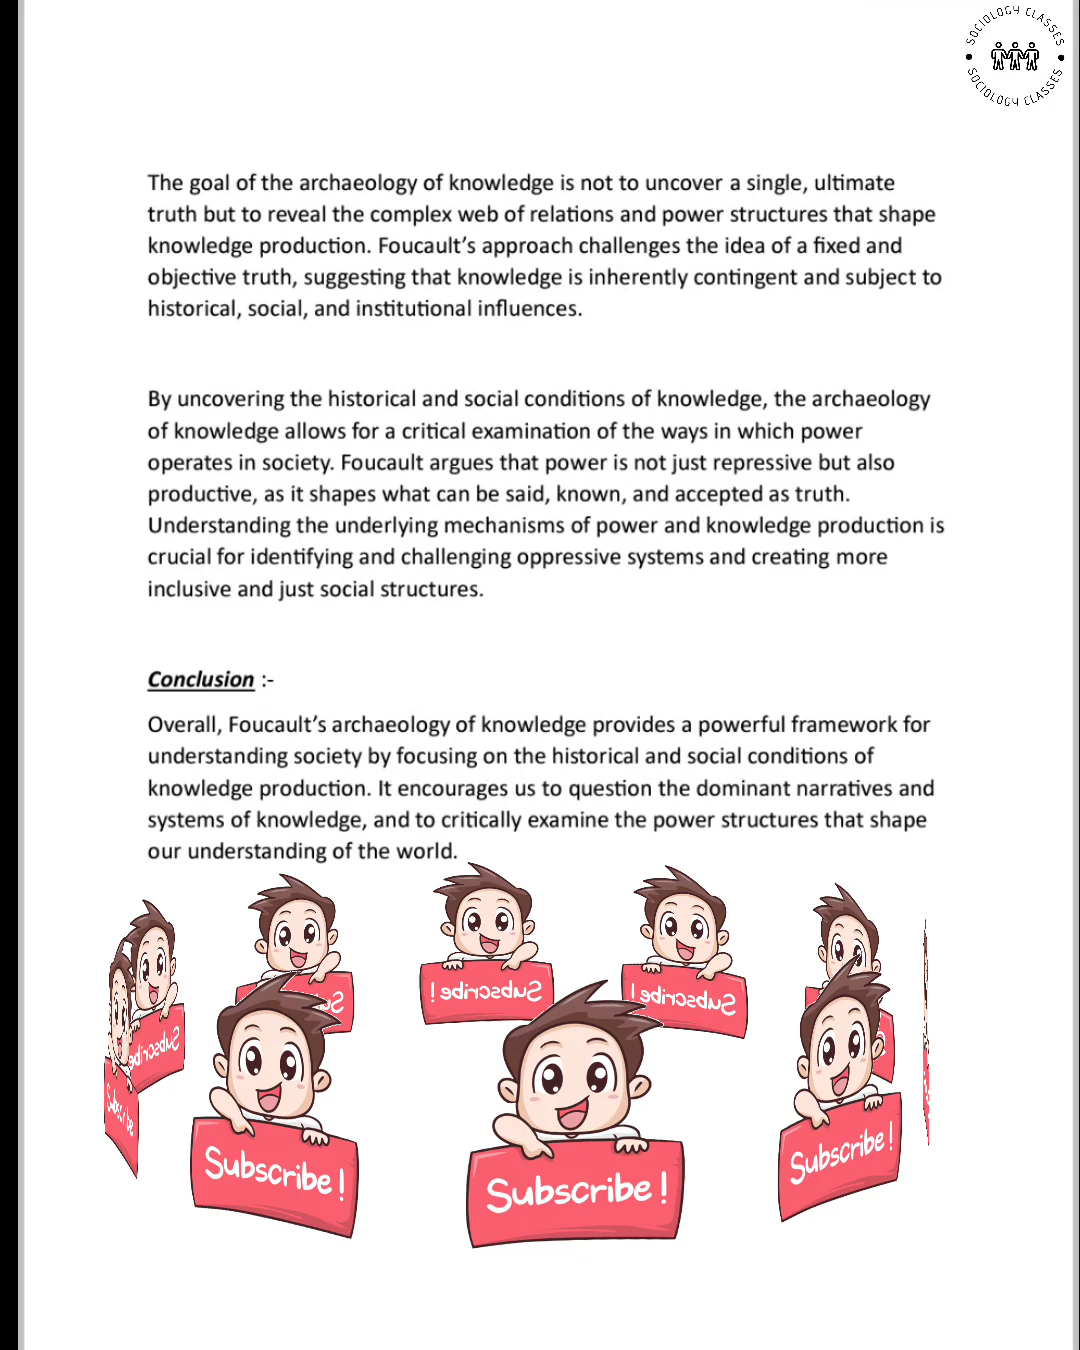 SOCIOLOGY CLASSES
SOCIOLOGY CLASSES
The goal of the archaeology of knowledge is not to uncover a single, ultimate
truth but to reveal the complex web of relations and power structures that shape
knowledge production. Foucault’s approach challenges the idea of a fixed and
objective truth, suggesting that knowledge is inherently contingent and subject to
historical, social, and institutional influences.
By uncovering the historical and social conditions of knowledge, the archaeology
of knowledge allows for a critical examination of the ways in which power
operates in society. Foucault argues that power is not just repressive but also
productive, as it shapes what can be said, known, and accepted as truth.
Understanding the underlying mechanisms of power and knowledge production is
crucial for identifying and challenging oppressive systems and creating more
inclusive and just social structures.
Conclusion :-
Overall, Foucault’s archaeology of knowledge provides a powerful framework for
understanding society by focusing on the historical and social conditions of
knowledge production. It encourages us to question the dominant narratives and
systems of knowledge, and to critically examine the power structures that shape
our understanding of the world.
Subscribe !
Subscribe !
Subscribe
Subscribe
Subscribe !
Subscribe !
Subscribe !